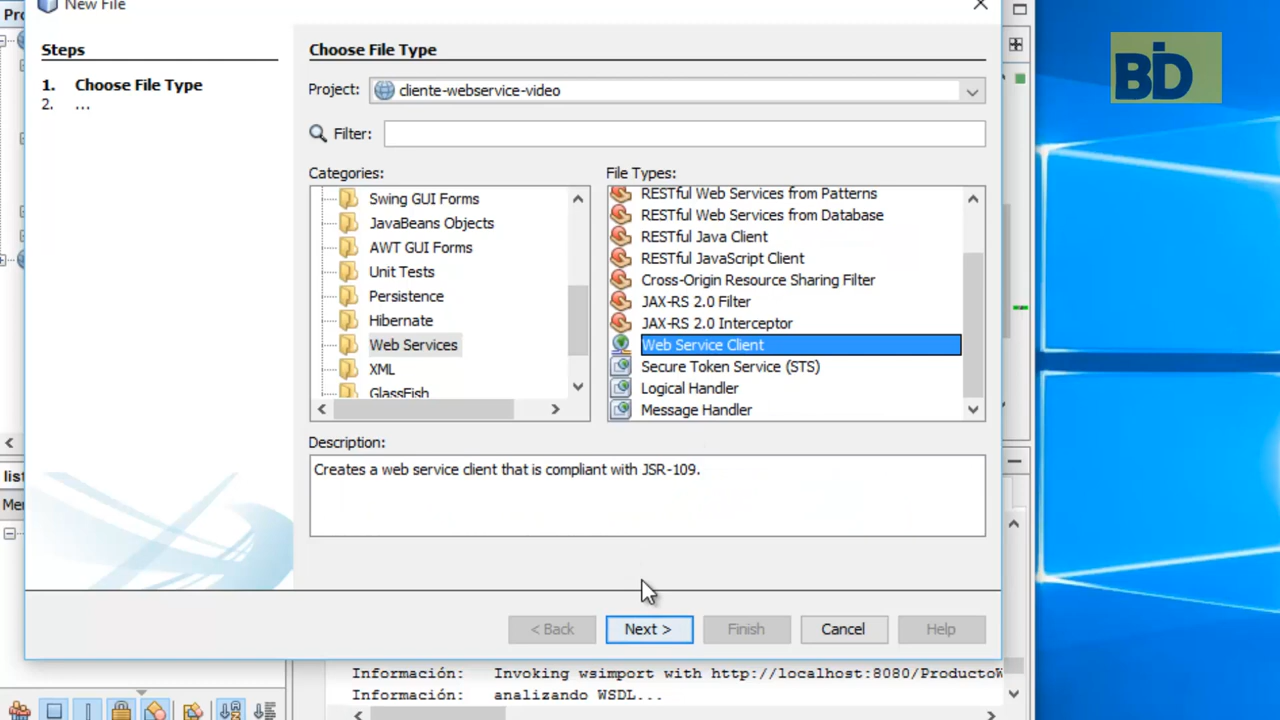 New File
Steps
1. Choose File Type
2. ...
Choose File Type
Project: cliente-webservice-video
Filter:
Categories:
Swing GUI Forms
JavaBeans Objects
AWT GUI Forms
Unit Tests
Persistence
Hibernate
Web Services
XML
GlassFish
File Types:
RESTful Web Services from Patterns
RESTful Web Services from Database
RESTful Java Client
RESTful JavaScript Client
Cross-Origin Resource Sharing Filter
JAX-RS 2.0 Filter
JAX-RS 2.0 Interceptor
Web Service Client
Secure Token Service (STS)
Logical Handler
Message Handler
Description:
Creates a web service client that is compliant with JSR-109.
< Back
Next >
Finish
Cancel
Help
Información: Invoking wsimport with http://localhost:8080/ProductoW
Información: analizando WSDL...
BID